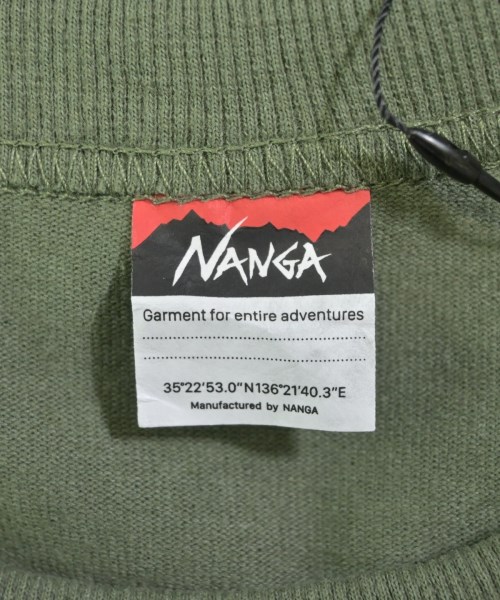 NANGA
Garment for entire adventures
35°22′53.0″N136°21′40.3″E
Manufactured by NANGA